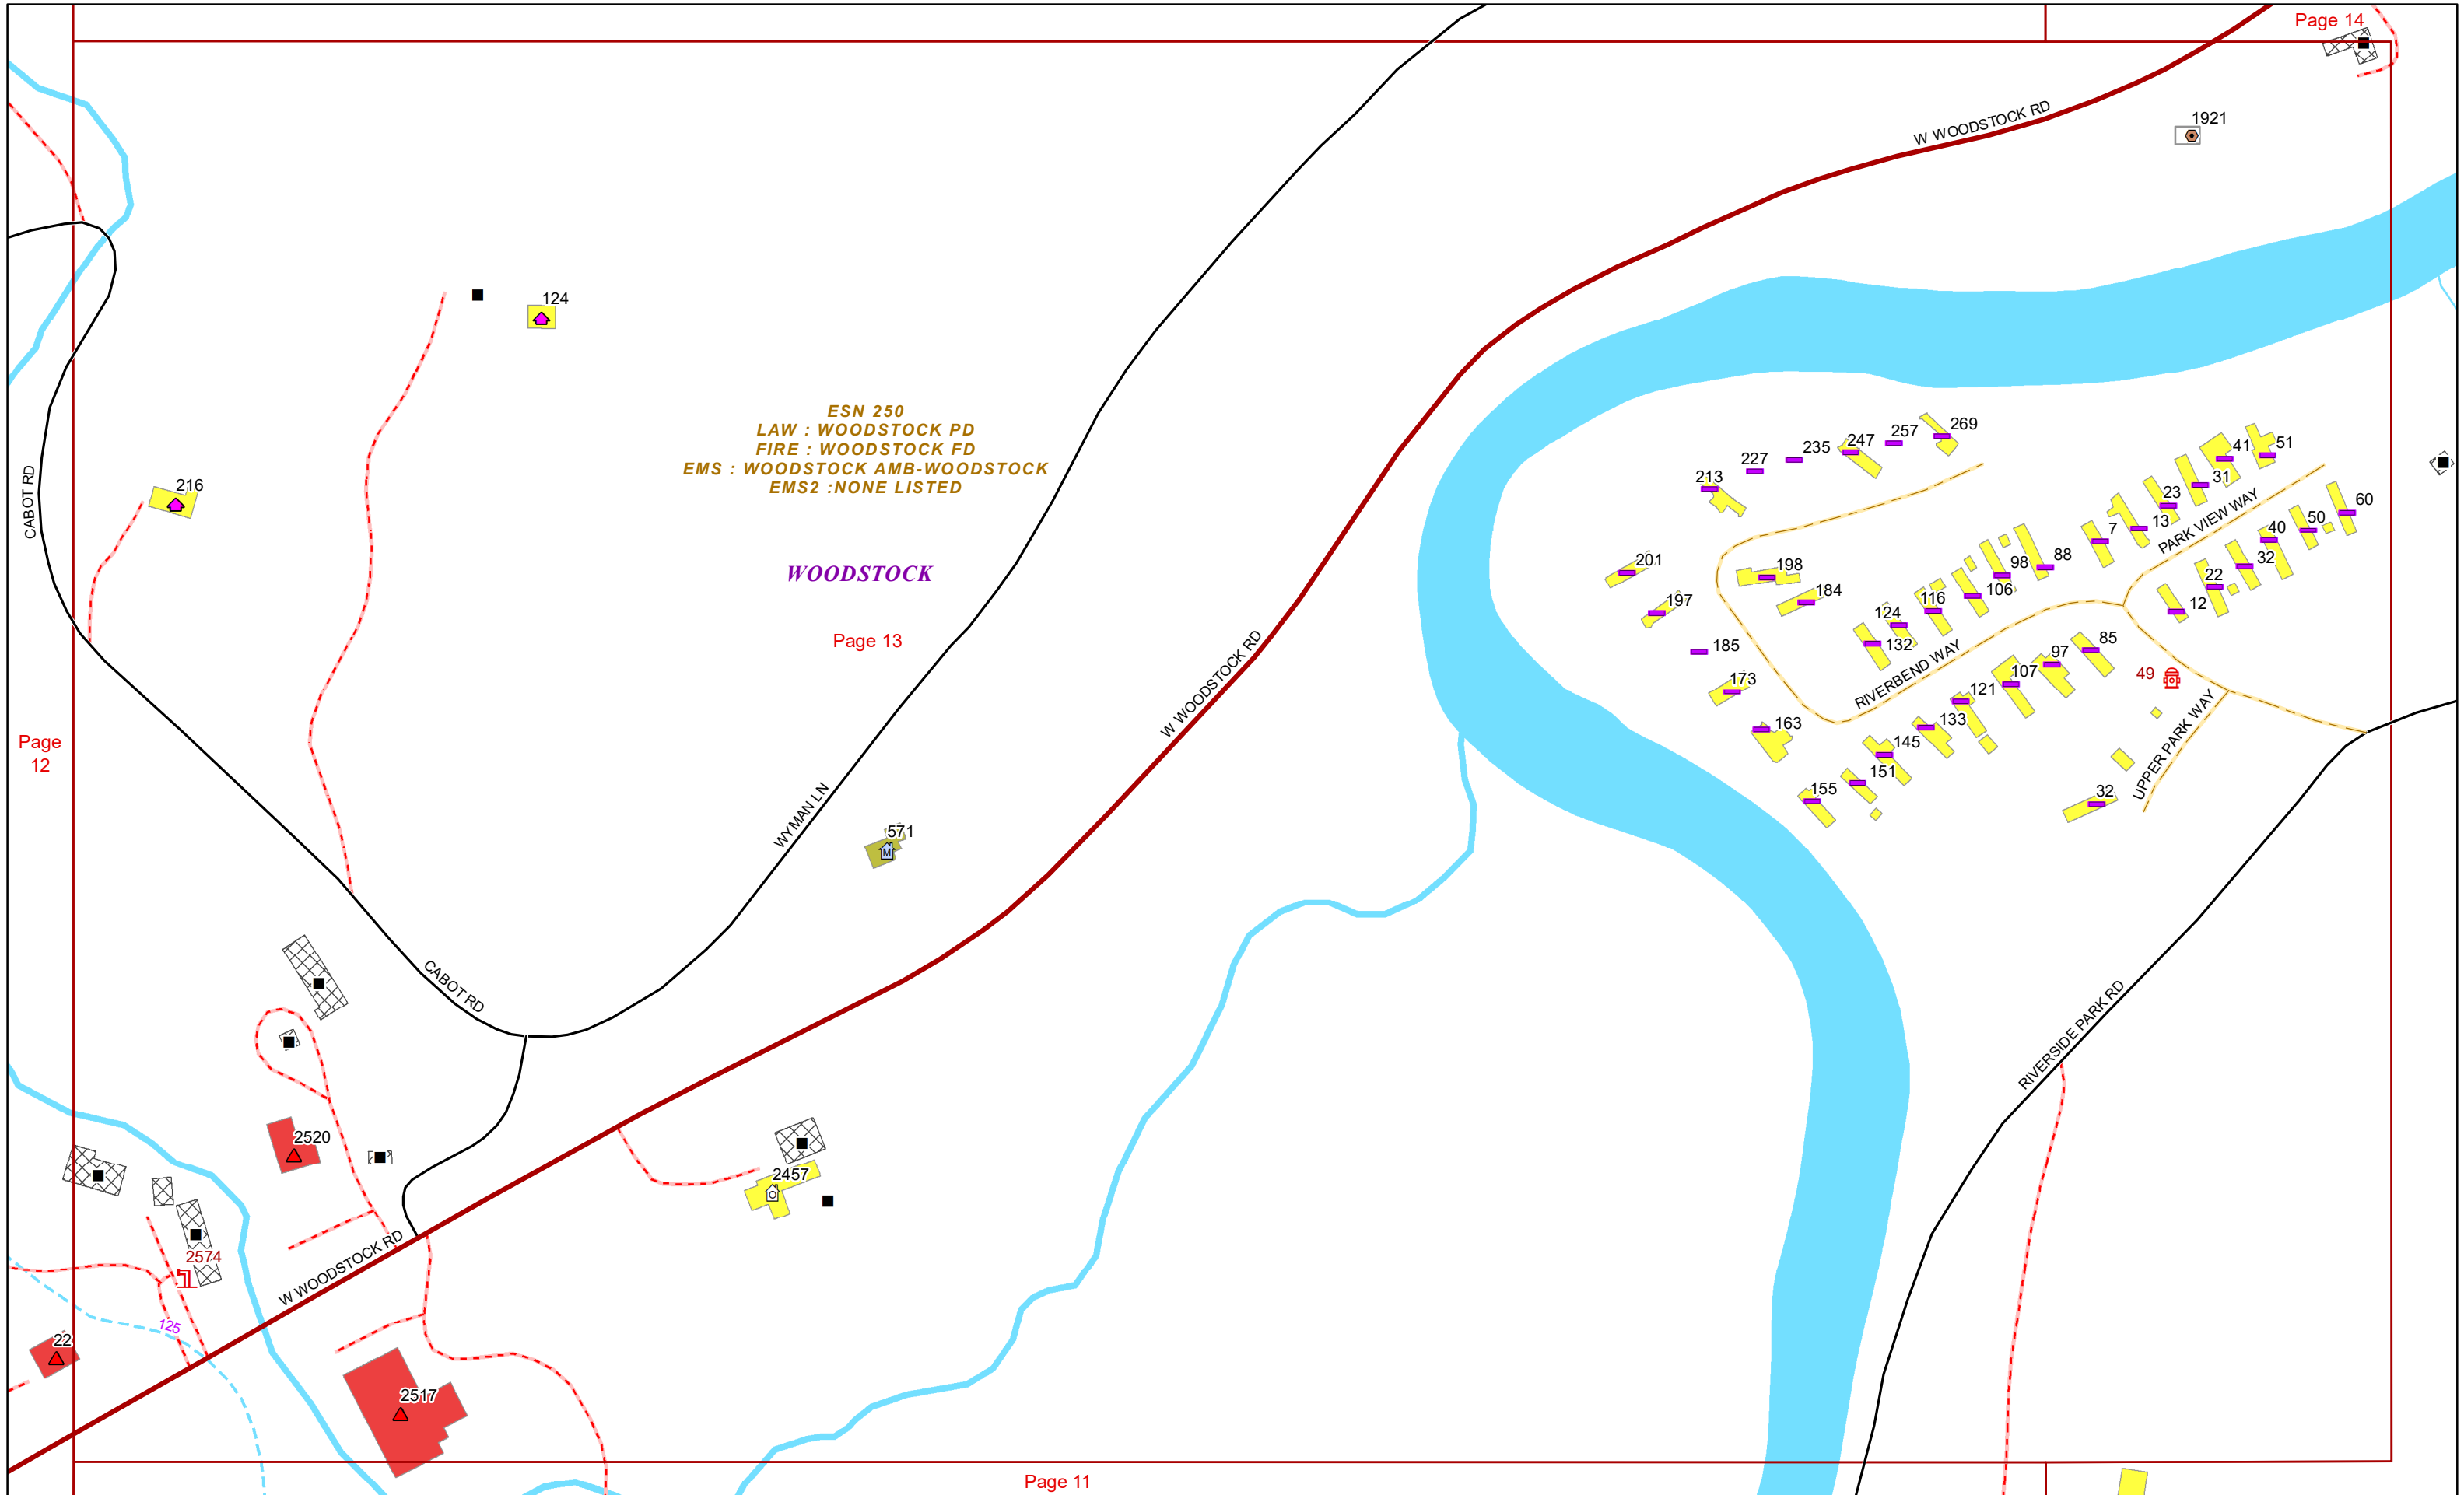 Page 14
W WOODSTOCK RD
1921
124
ESN 250
LAW : WOODSTOCK PD
FIRE : WOODSTOCK FD
EMS : WOODSTOCK AMB-WOODSTOCK
EMS2 :NONE LISTED
WOODSTOCK
Page 13
216
CABOT RD
Page
12
213
227
235
247
257
269
201
197
185
173
163
198
184
132
124
116
106
98
88
7
13
23
31
41
51
PARK VIEW WAY
60
50
40
32
22
12
RIVERBEND WAY
85
97
107
121
133
145
151
155
49
UPPER PARK WAY
32
W WOODSTOCK RD
WYMAN LN
571
CABOT RD
RIVERSIDE PARK RD
2520
2457
2574
W WOODSTOCK RD
125
22
2517
Page 11